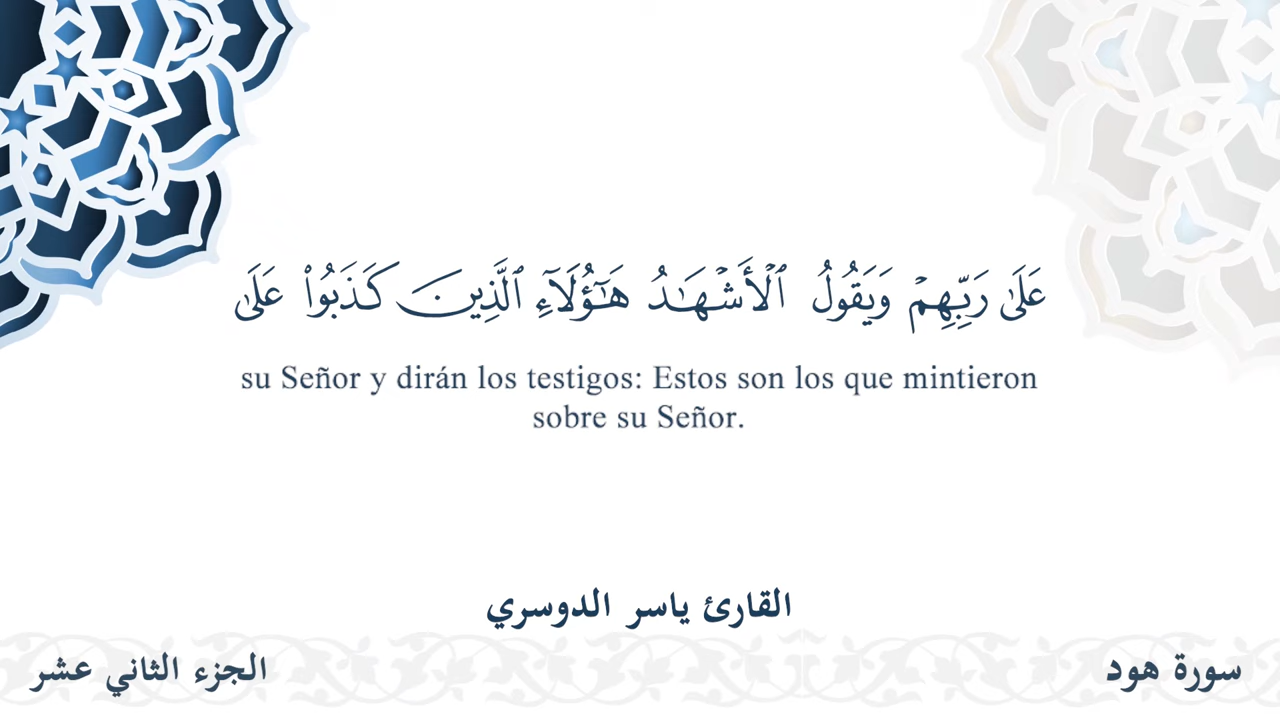 عَلَىٰ رَبِّهِمْ وَيَقُولُ ٱلْأَشْهَـٰدُ هَـٰٓؤُلَآءِ ٱلَّذِينَ كَذَبُوا۟ عَلَىٰ
su Señor y dirán los testigos: Estos son los que mintieron
sobre su Señor.
القارئ ياسر الدوسري
سورة هود
الجزء الثاني عشر